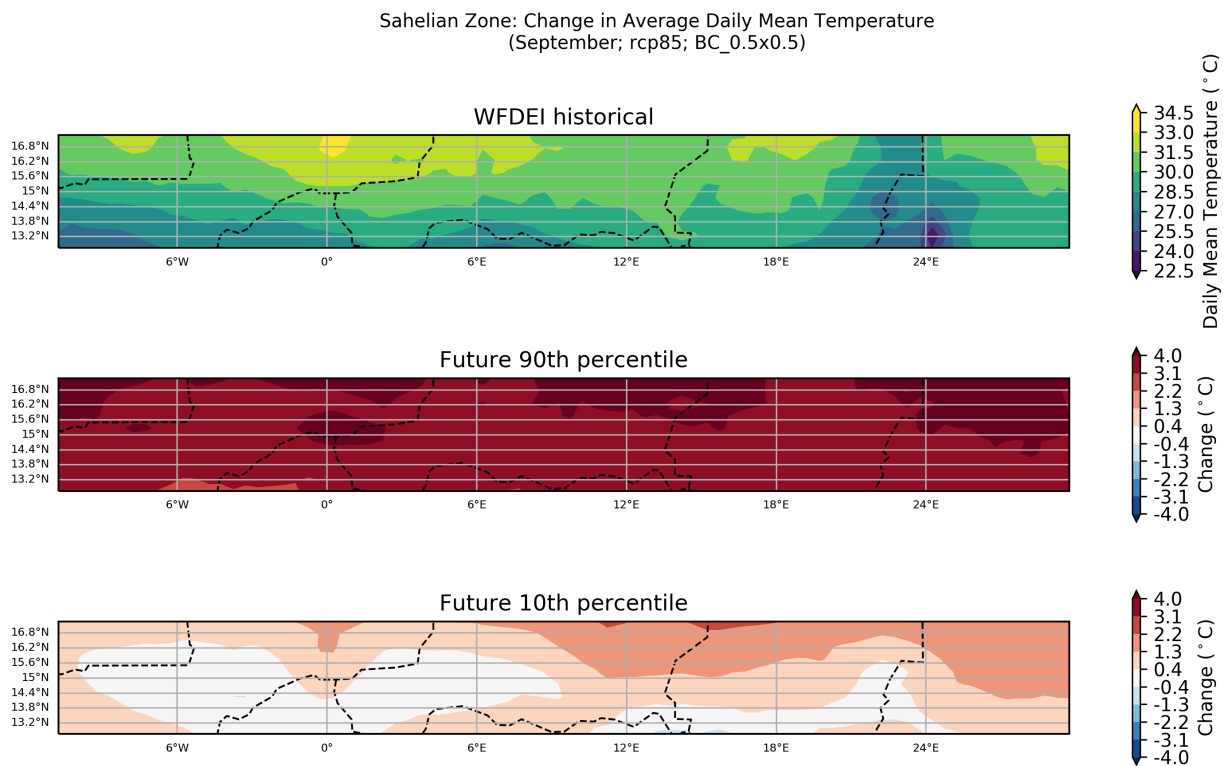 Sahelian Zone: Change in Average Daily Mean Temperature
(September; rcp85; BC_0.5x0.5)
WFDEI historical
16.8°N
16.2°N
15.6°N
15°N
14.4°N
13.8°N
13.2°N
6°W 0° 6°E 12°E 18°E 24°E
34.5
33.0
31.5
30.0
28.5
27.0
25.5
24.0
22.5
Daily Mean Temperature (°C)
Future 90th percentile
16.8°N
16.2°N
15.6°N
15°N
14.4°N
13.8°N
13.2°N
6°W 0° 6°E 12°E 18°E 24°E
4.0
3.1
2.2
1.3
0.4
-0.4
-1.3
-2.2
-3.1
-4.0
Change (°C)
Future 10th percentile
16.8°N
16.2°N
15.6°N
15°N
14.4°N
13.8°N
13.2°N
6°W 0° 6°E 12°E 18°E 24°E
4.0
3.1
2.2
1.3
0.4
-0.4
-1.3
-2.2
-3.1
-4.0
Change (°C)